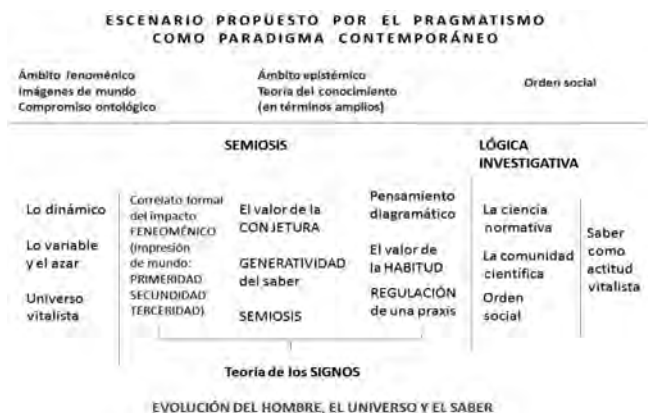 ESCENARIO PROPUESTO POR EL PRAGMATISMO
COMO PARADIGMA CONTEMPORÁNEO
Ámbito fenoménico
Imágenes de mundo
Compromiso ontológico
Ámbito epistémico
Teoría del conocimiento
(en términos amplios)
Orden social
SEMIOSIS
LÓGICA
INVESTIGATIVA
Lo dinámico
Lo variable
y el azar
Universo
vitalista
Correlato formal
del impacto
FENEOMÉNICO
(impresión
de mundo:
PRIMERIDAD
SECUNDIDAD
TERCERIDAD)
El valor de la
CONJETURA
GENERATIVIDAD
del saber
SEMIOSIS
Pensamiento
diagramático
El valor de
la HABITUD
REGULACIÓN
de una praxis
La ciencia
normativa
La comunidad
científica
Orden
social
Saber
como
actitud
vitalista
Teoría de los SIGNOS
EVOLUCIÓN DEL HOMBRE, EL UNIVERSO Y EL SABER